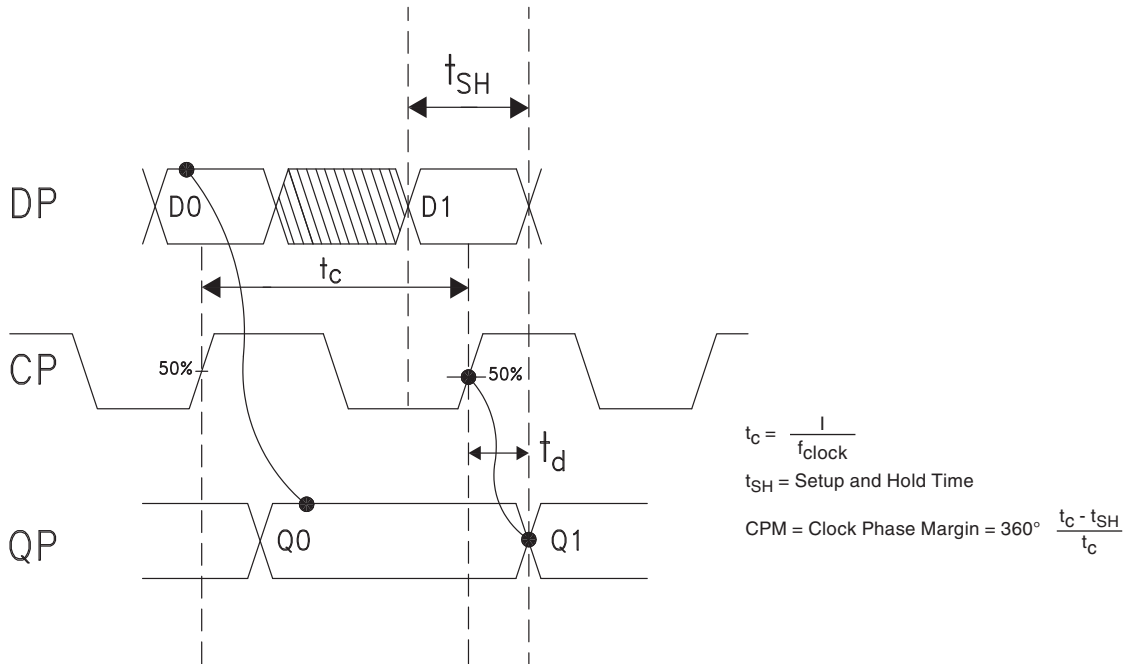 tSH
DP
D0
D1
tc
CP
50%
50%
td
QP
Q0
Q1
tC = I / fclock
tSH = Setup and Hold Time
CPM = Clock Phase Margin = 360° tc - tSH / tc